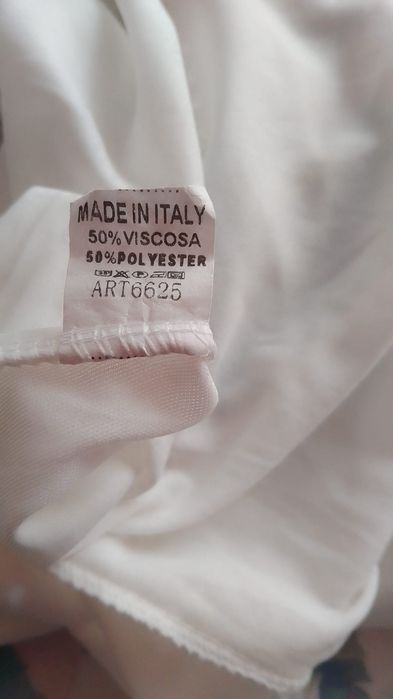 MADE IN ITALY
50% VISCOSA
50% POLYESTER
ART6625